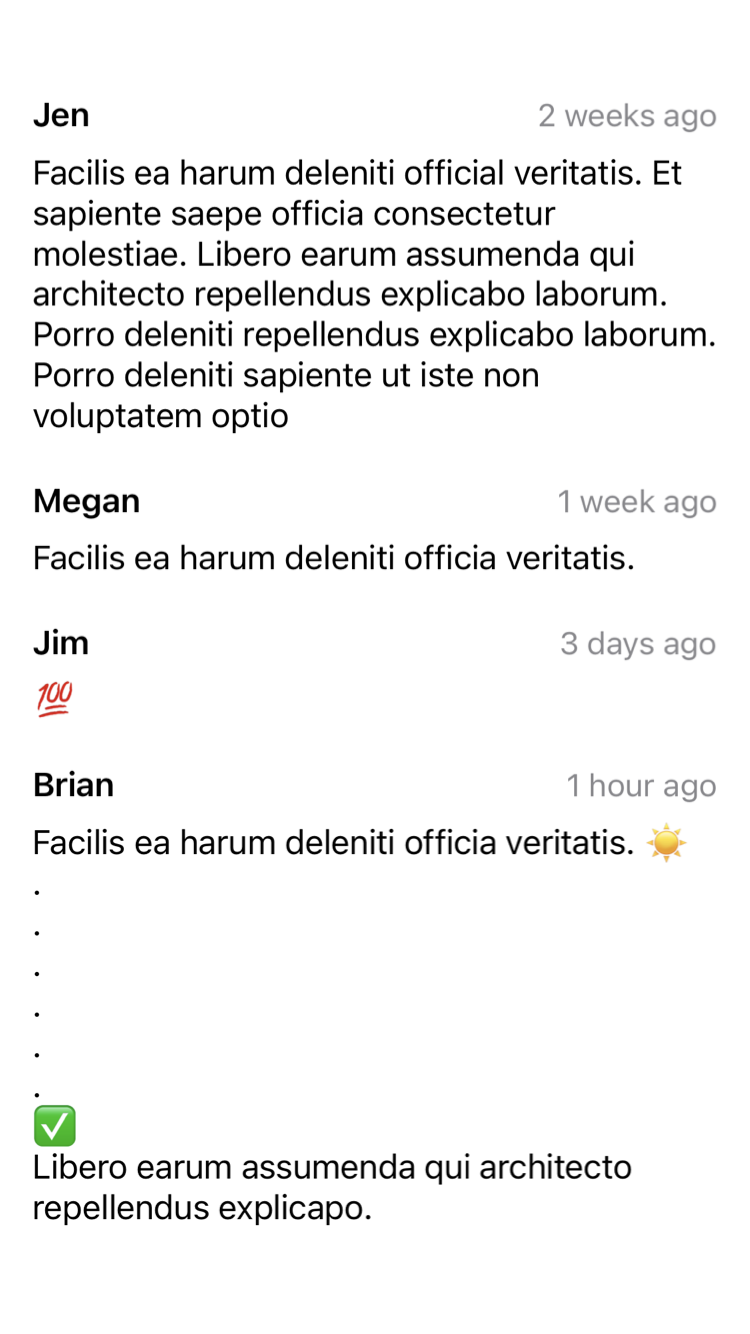 Jen 2 weeks ago
Facilis ea harum deleniti official veritatis. Et
sapiente saepe officia consectetur
molestiae. Libero earum assumenda qui
architecto repellendus explicabo laborum.
Porro deleniti repellendus explicabo laborum.
Porro deleniti sapiente ut iste non
voluptatem optio
Megan 1 week ago
Facilis ea harum deleniti officia veritatis.
Jim 3 days ago
💯
Brian 1 hour ago
Facilis ea harum deleniti officia veritatis. ☀️
.
.
.
.
.
.
✅
Libero earum assumenda qui architecto
repellendus explicapo.